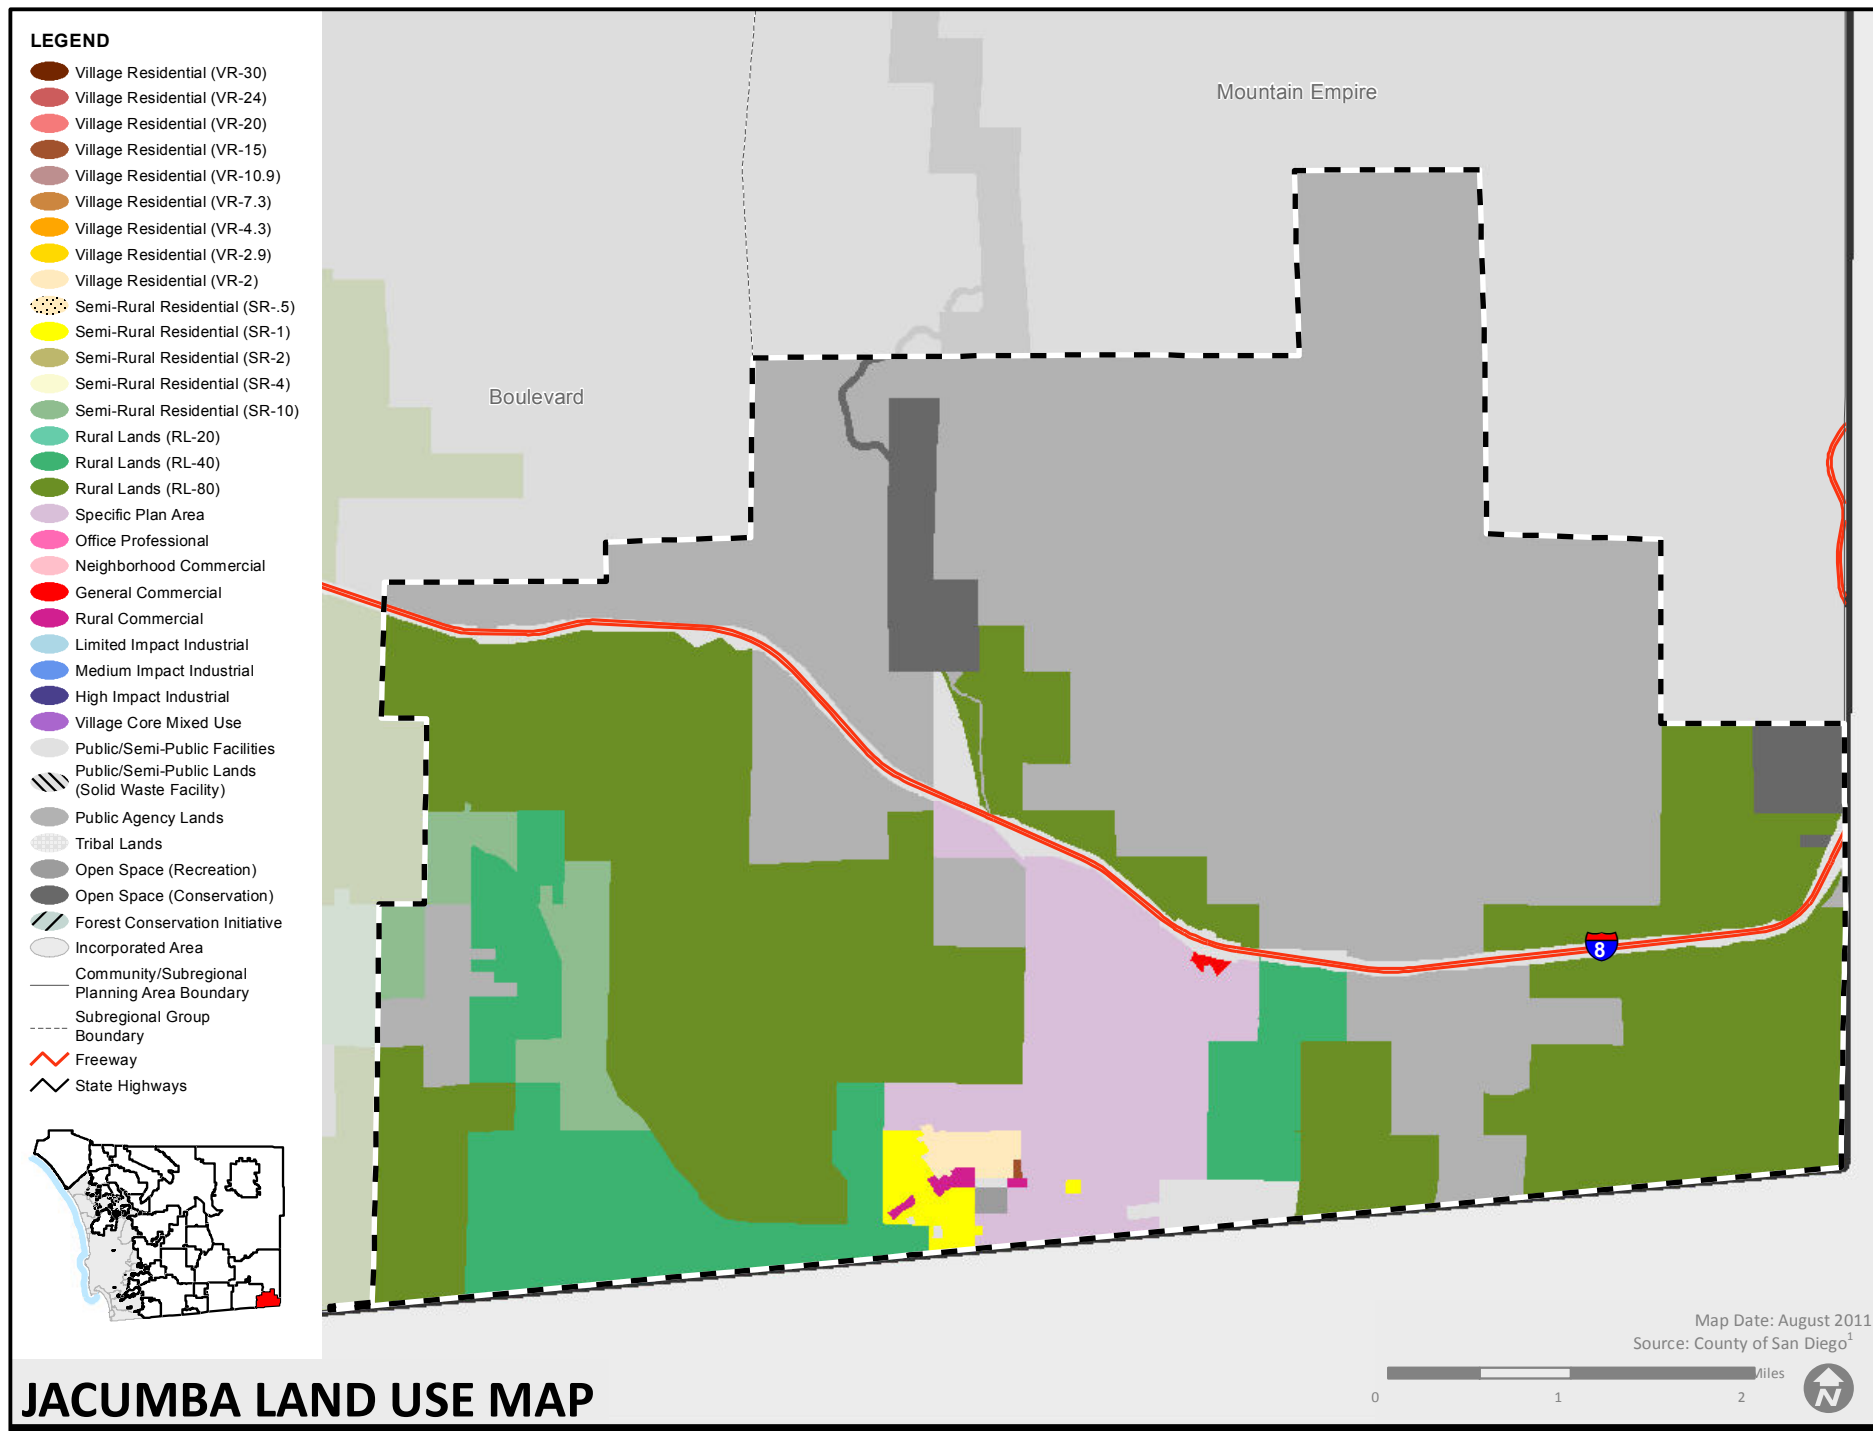 LEGEND
Village Residential (VR-30)
Village Residential (VR-24)
Village Residential (VR-20)
Village Residential (VR-15)
Village Residential (VR-10.9)
Village Residential (VR-7.3)
Village Residential (VR-4.3)
Village Residential (VR-2.9)
Village Residential (VR-2)
Semi-Rural Residential (SR-.5)
Semi-Rural Residential (SR-1)
Semi-Rural Residential (SR-2)
Semi-Rural Residential (SR-4)
Semi-Rural Residential (SR-10)
Rural Lands (RL-20)
Rural Lands (RL-40)
Rural Lands (RL-80)
Specific Plan Area
Office Professional
Neighborhood Commercial
General Commercial
Rural Commercial
Limited Impact Industrial
Medium Impact Industrial
High Impact Industrial
Village Core Mixed Use
Public/Semi-Public Facilities
Public/Semi-Public Lands
(Solid Waste Facility)
Public Agency Lands
Tribal Lands
Open Space (Recreation)
Open Space (Conservation)
Forest Conservation Initiative
Incorporated Area
Community/Subregional
Planning Area Boundary
Subregional Group
Boundary
Freeway
State Highways
Mountain Empire
Boulevard
8
Map Date: August 2011
Source: County of San Diego1
Miles
0 1 2
N
JACUMBA LAND USE MAP